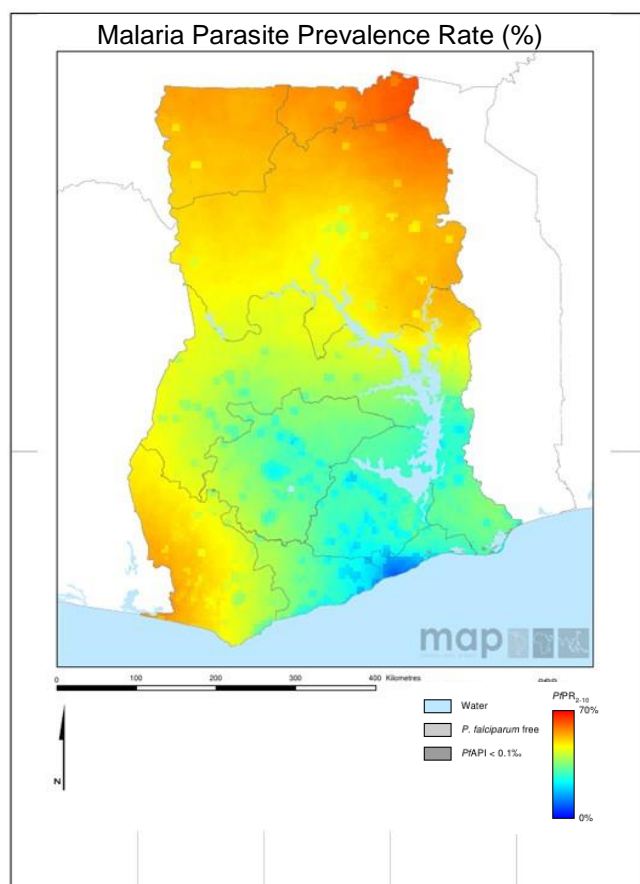 Malaria Parasite Prevalence Rate (%)
map
0 100 200 300 400 Kilometres
Water
P. falciparum free
PfAPI < 0.1‰
PfPR2-10
70%
0%
N